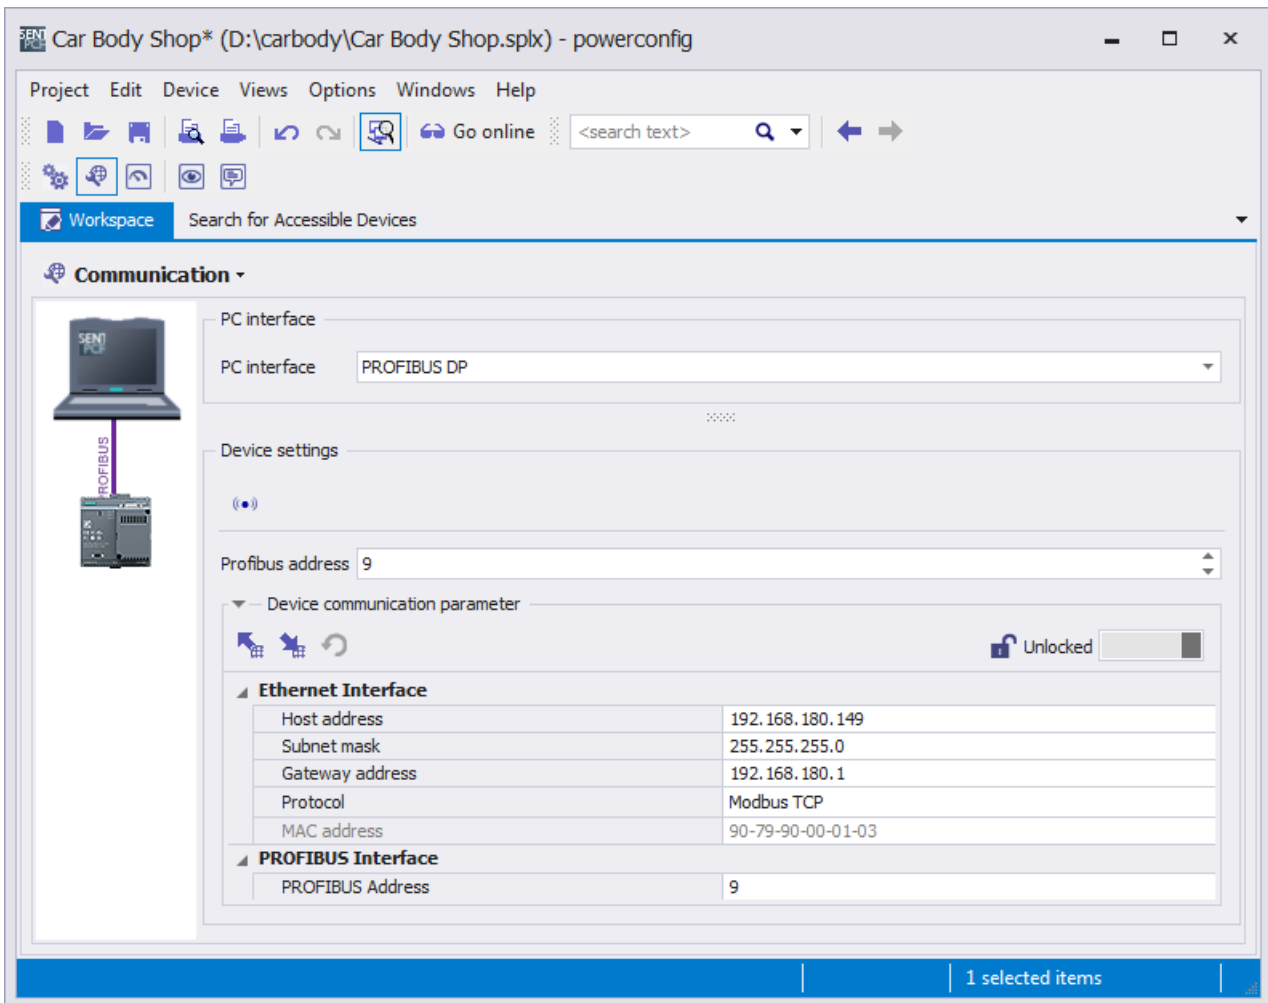 SENT
PCF
Car Body Shop* (D:\carbody\Car Body Shop.splx) - powerconfig
Project Edit Device Views Options Windows Help
Go online <search text>
Workspace Search for Accessible Devices
Communication
SENT
PCF
PC interface
PC interface PROFIBUS DP
Device settings
PROFIBUS
Profibus address 9
Device communication parameter
Unlocked
Ethernet Interface
Host address 192.168.180.149
Subnet mask 255.255.255.0
Gateway address 192.168.180.1
Protocol Modbus TCP
MAC address 90-79-90-00-01-03
PROFIBUS Interface
PROFIBUS Address 9
1 selected items